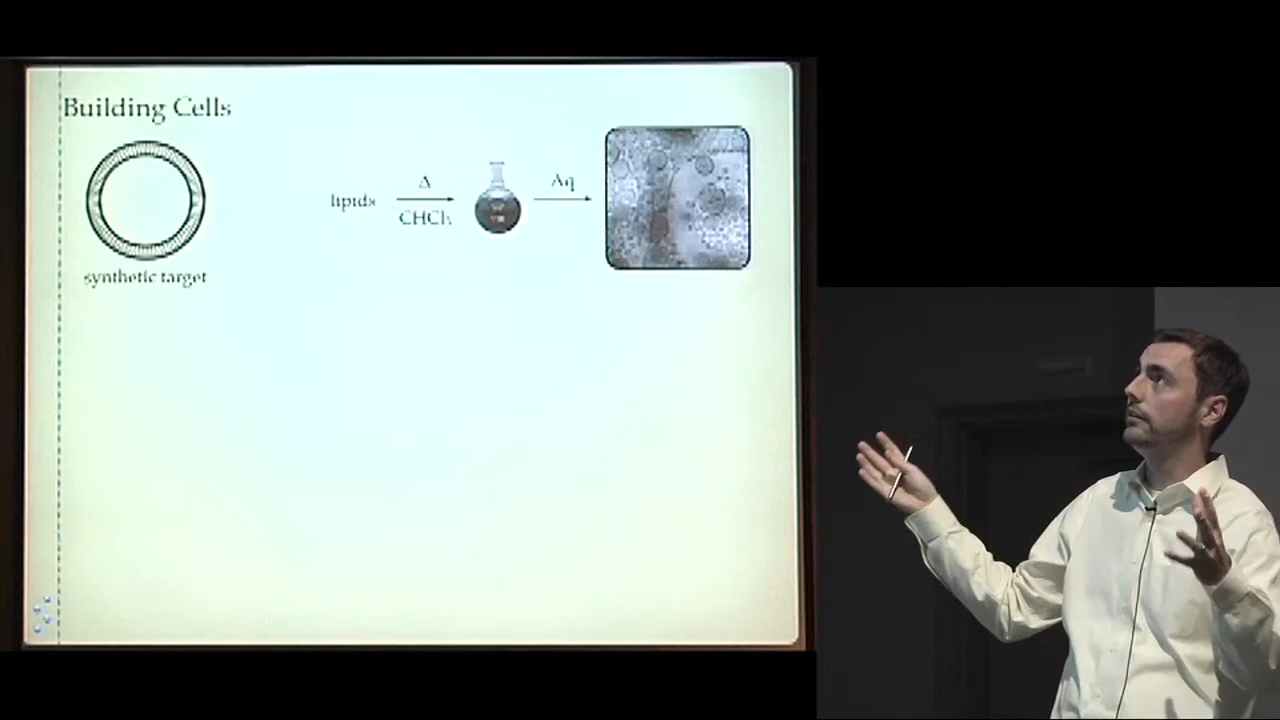 Building Cells
lipids
Δ
CHCl₃
Aq
synthetic target